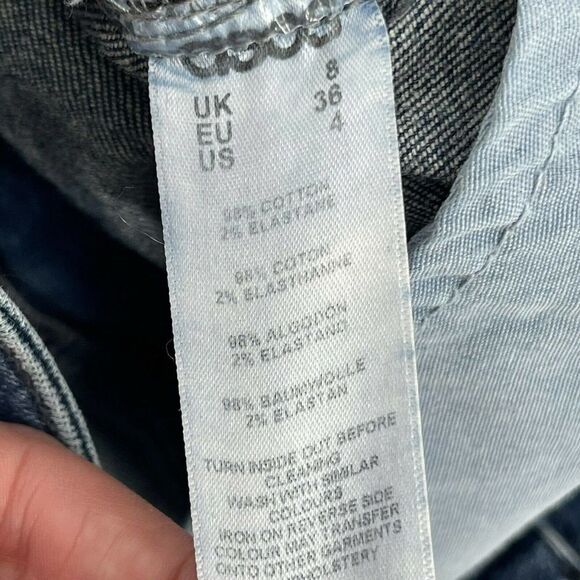 UK 8
EU 36
US 4
98% COTTON
2% ELASTANE
98% COTON
2% ELASTHANNE
98% ALGODON
2% ELASTANO
98% BAUMWOLLE
2% ELASTAN
TURN INSIDE OUT BEFORE
CLEANING
WASH WITH SIMILAR
COLOURS
IRON ON REVERSE SIDE
COLOUR MAY TRANSFER
ONTO OTHER GARMENTS